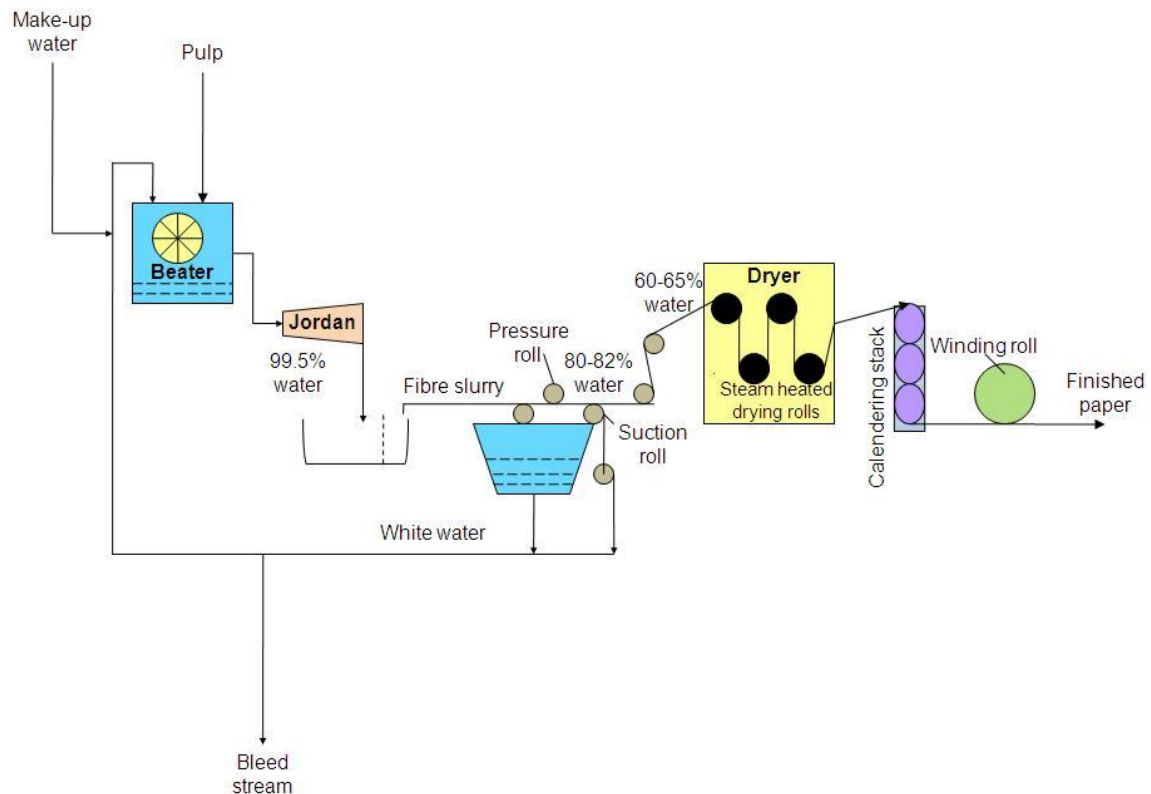 Make-up
water
Pulp
Beater
Jordan
99.5%
water
Fibre slurry
Pressure
roll
80-82%
water
60-65%
water
Suction
roll
White water
Dryer
Steam heated
drying rolls
Calendering stack
Winding roll
Finished
paper
Bleed
stream